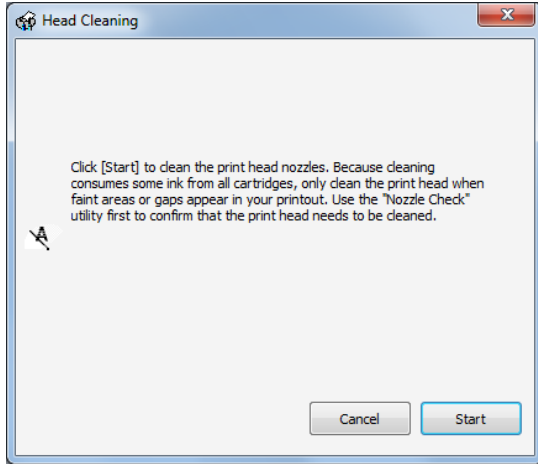 Head Cleaning
Click [Start] to clean the print head nozzles. Because cleaning
consumes some ink from all cartridges, only clean the print head when
faint areas or gaps appear in your printout. Use the "Nozzle Check"
utility first to confirm that the print head needs to be cleaned.
A
Cancel Start